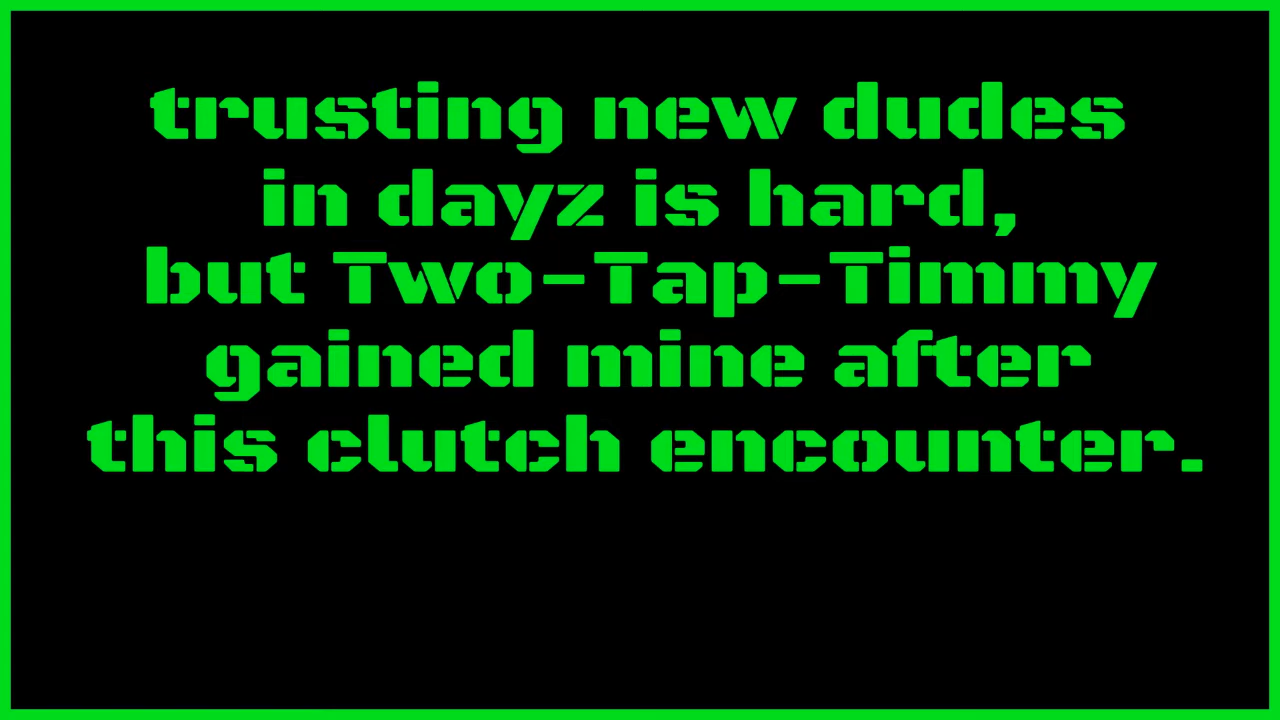 trusting new dudes
in dayz is hard,
but Two-Tap-Timmy
gained mine after
this clutch encounter.